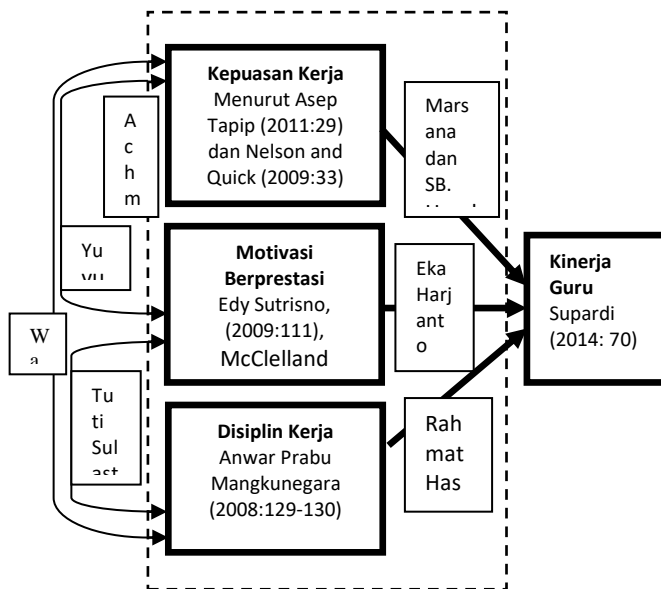 Kepuasan Kerja
Menurut Asep
Tapip (2011:29)
dan Nelson and
Quick (2009:33)
A
c
h
m
Mars
ana
dan
SB.
Yu
Motivasi
Berprestasi
Edy Sutrisno,
(2009:111),
McClelland
Eka
Harj
ant
o
Kinerja
Guru
Supardi
(2014: 70)
W
Tu
ti
Sul
Disiplin Kerja
Anwar Prabu
Mangkunegara
(2008:129-130)
Rah
mat
Has